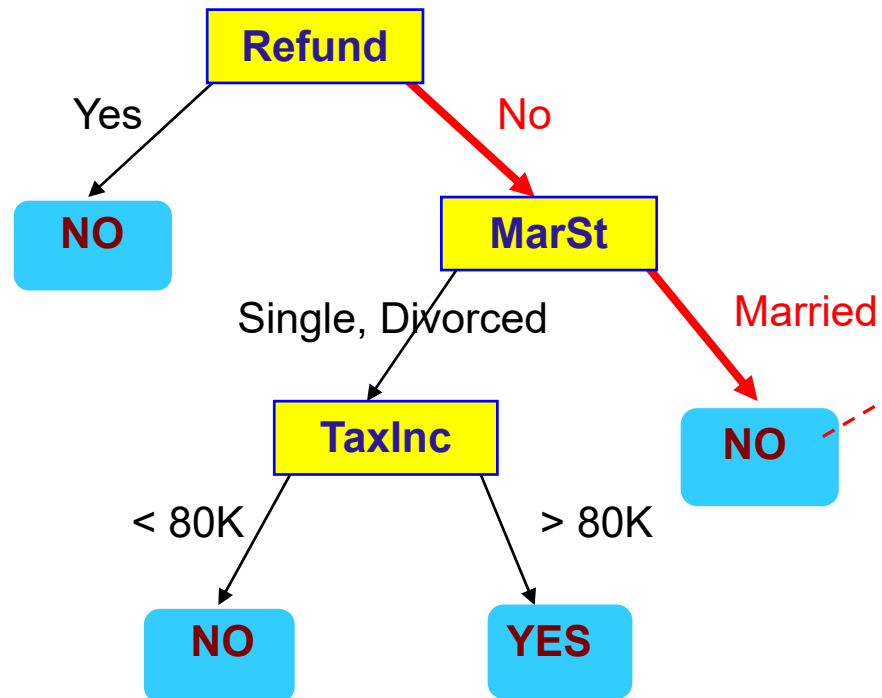 Refund
Yes
No
NO
MarSt
Single, Divorced
Married
TaxInc
NO
< 80K
> 80K
NO
YES